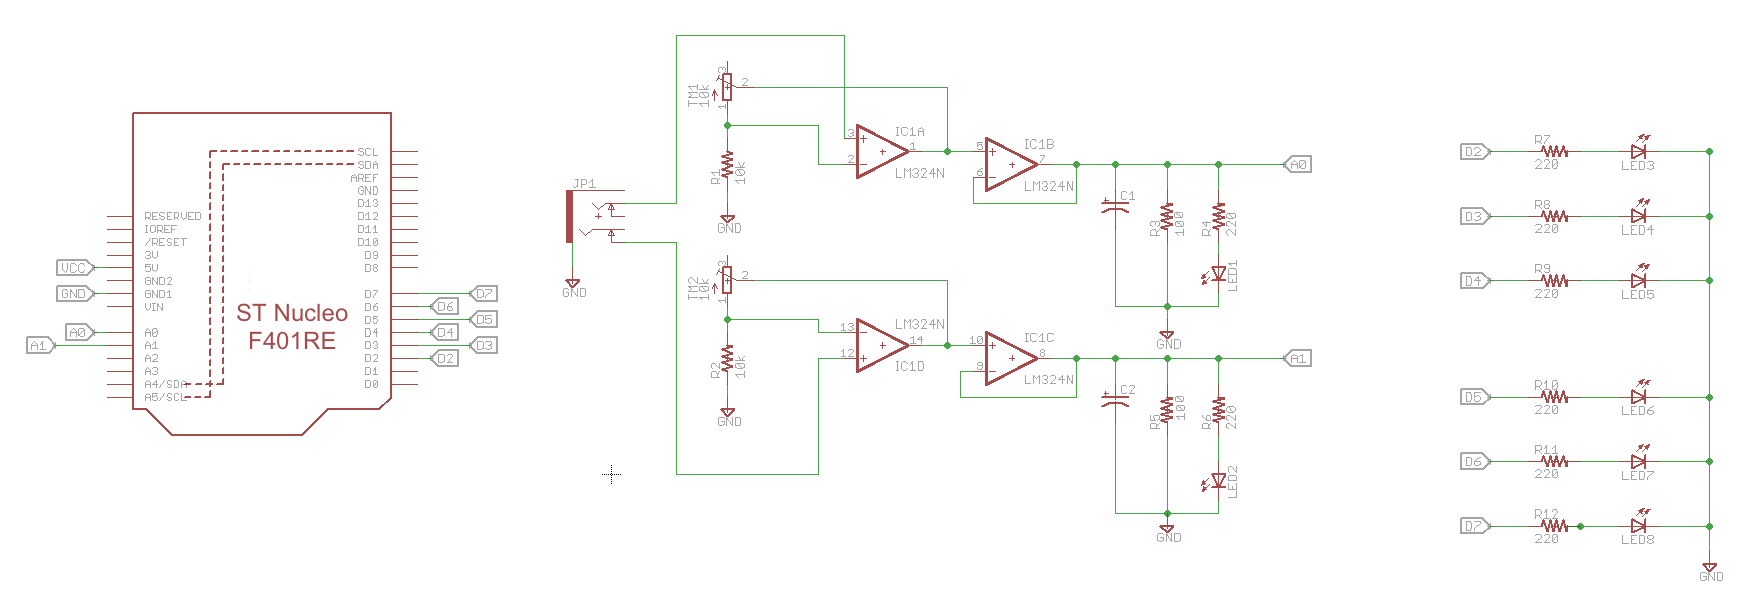 SCL
SDA
AREF
GND
D13
D12
D11
D10
D9
D8
D7
D6
D5
D4
D3
D2
D1
D0
RESERVED
IOREF
/RESET
3V
5V
GND2
GND1
VIN
A0
A1
A2
A3
A4/SDA
A5/SCL
ST Nucleo
F401RE
VCC
GND
A0
A1
D7
D6
D5
D4
D3
D2
JP1
+
GND
TM1
10k
3
2
1
R1
10k
GND
3
2
1
+
-
+
IC1A
LM324N
5
6
7
+
-
+
IC1B
LM324N
C1
+
R3
100
R4
220
LED1
GND
A0
TM2
10k
3
2
1
R2
10k
GND
13
12
14
-
+
+
LM324N
IC1D
10
9
8
+
-
+
IC1C
LM324N
C2
+
R5
100
R6
220
LED2
GND
A1
D2
R7
220
LED3
D3
R8
220
LED4
D4
R9
220
LED5
D5
R10
220
LED6
D6
R11
220
LED7
D7
R12
220
LED8
GND